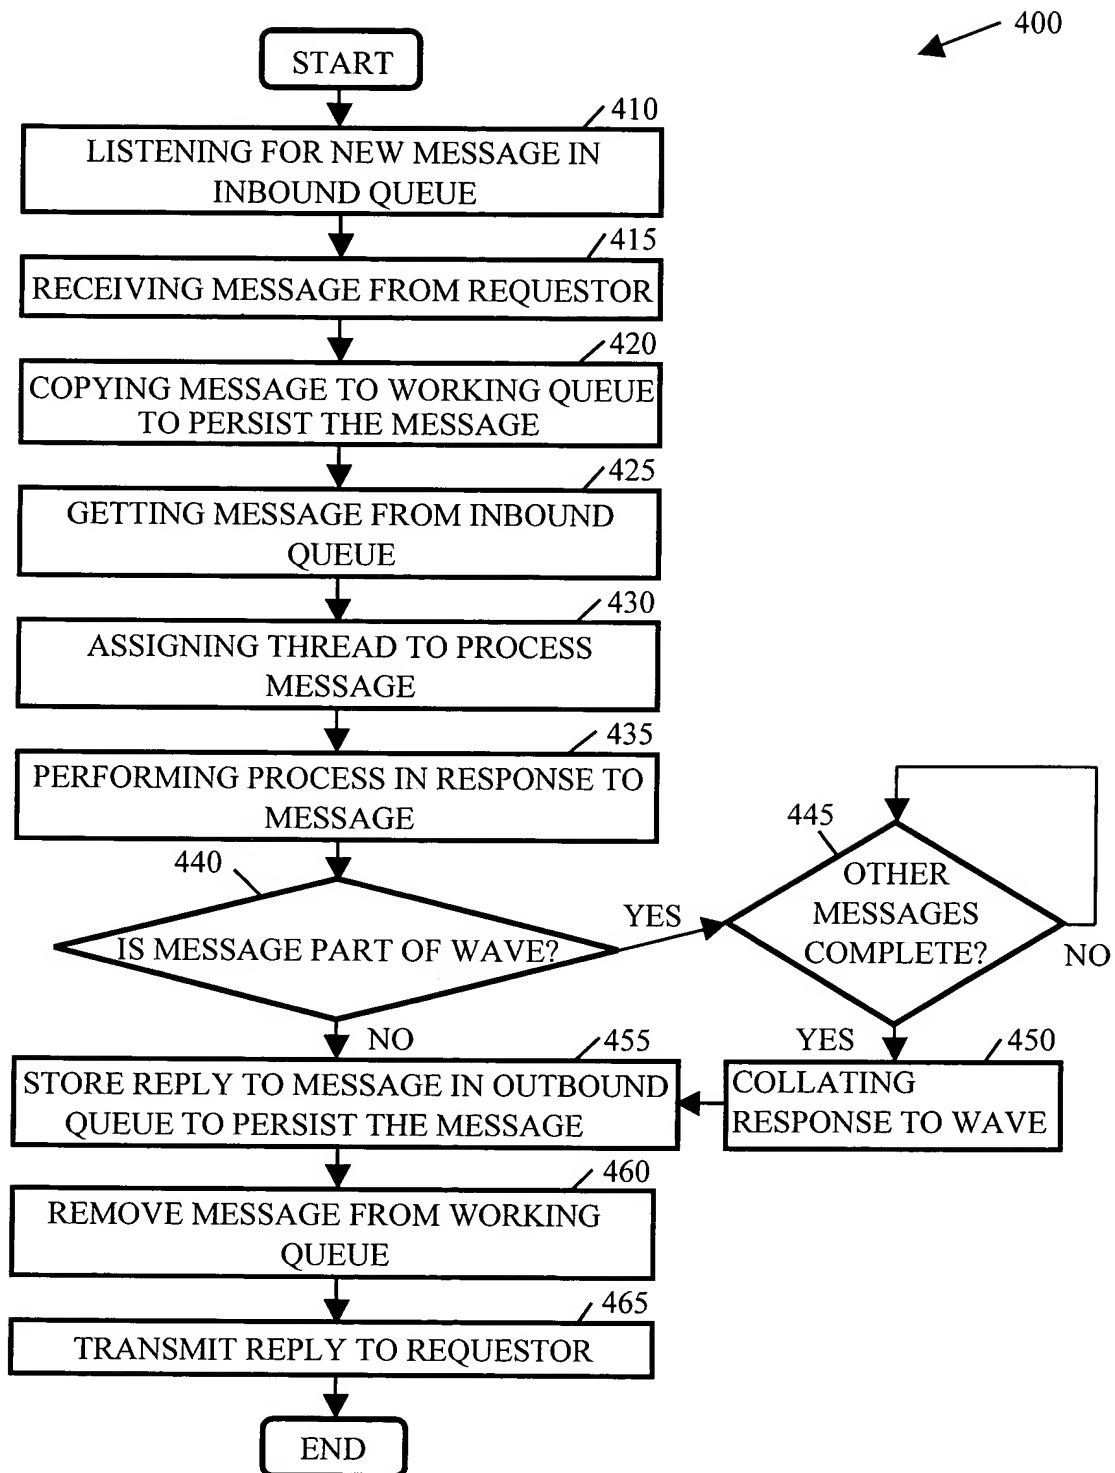 400
START
410
LISTENING FOR NEW MESSAGE IN
INBOUND QUEUE
415
RECEIVING MESSAGE FROM REQUESTOR
420
COPYING MESSAGE TO WORKING QUEUE
TO PERSIST THE MESSAGE
425
GETTING MESSAGE FROM INBOUND
QUEUE
430
ASSIGNING THREAD TO PROCESS
MESSAGE
435
PERFORMING PROCESS IN RESPONSE TO
MESSAGE
440
IS MESSAGE PART OF WAVE?
YES
445
OTHER
MESSAGES
COMPLETE?
NO
NO
YES
450
COLLATING
RESPONSE TO WAVE
455
STORE REPLY TO MESSAGE IN OUTBOUND
QUEUE TO PERSIST THE MESSAGE
460
REMOVE MESSAGE FROM WORKING
QUEUE
465
TRANSMIT REPLY TO REQUESTOR
END